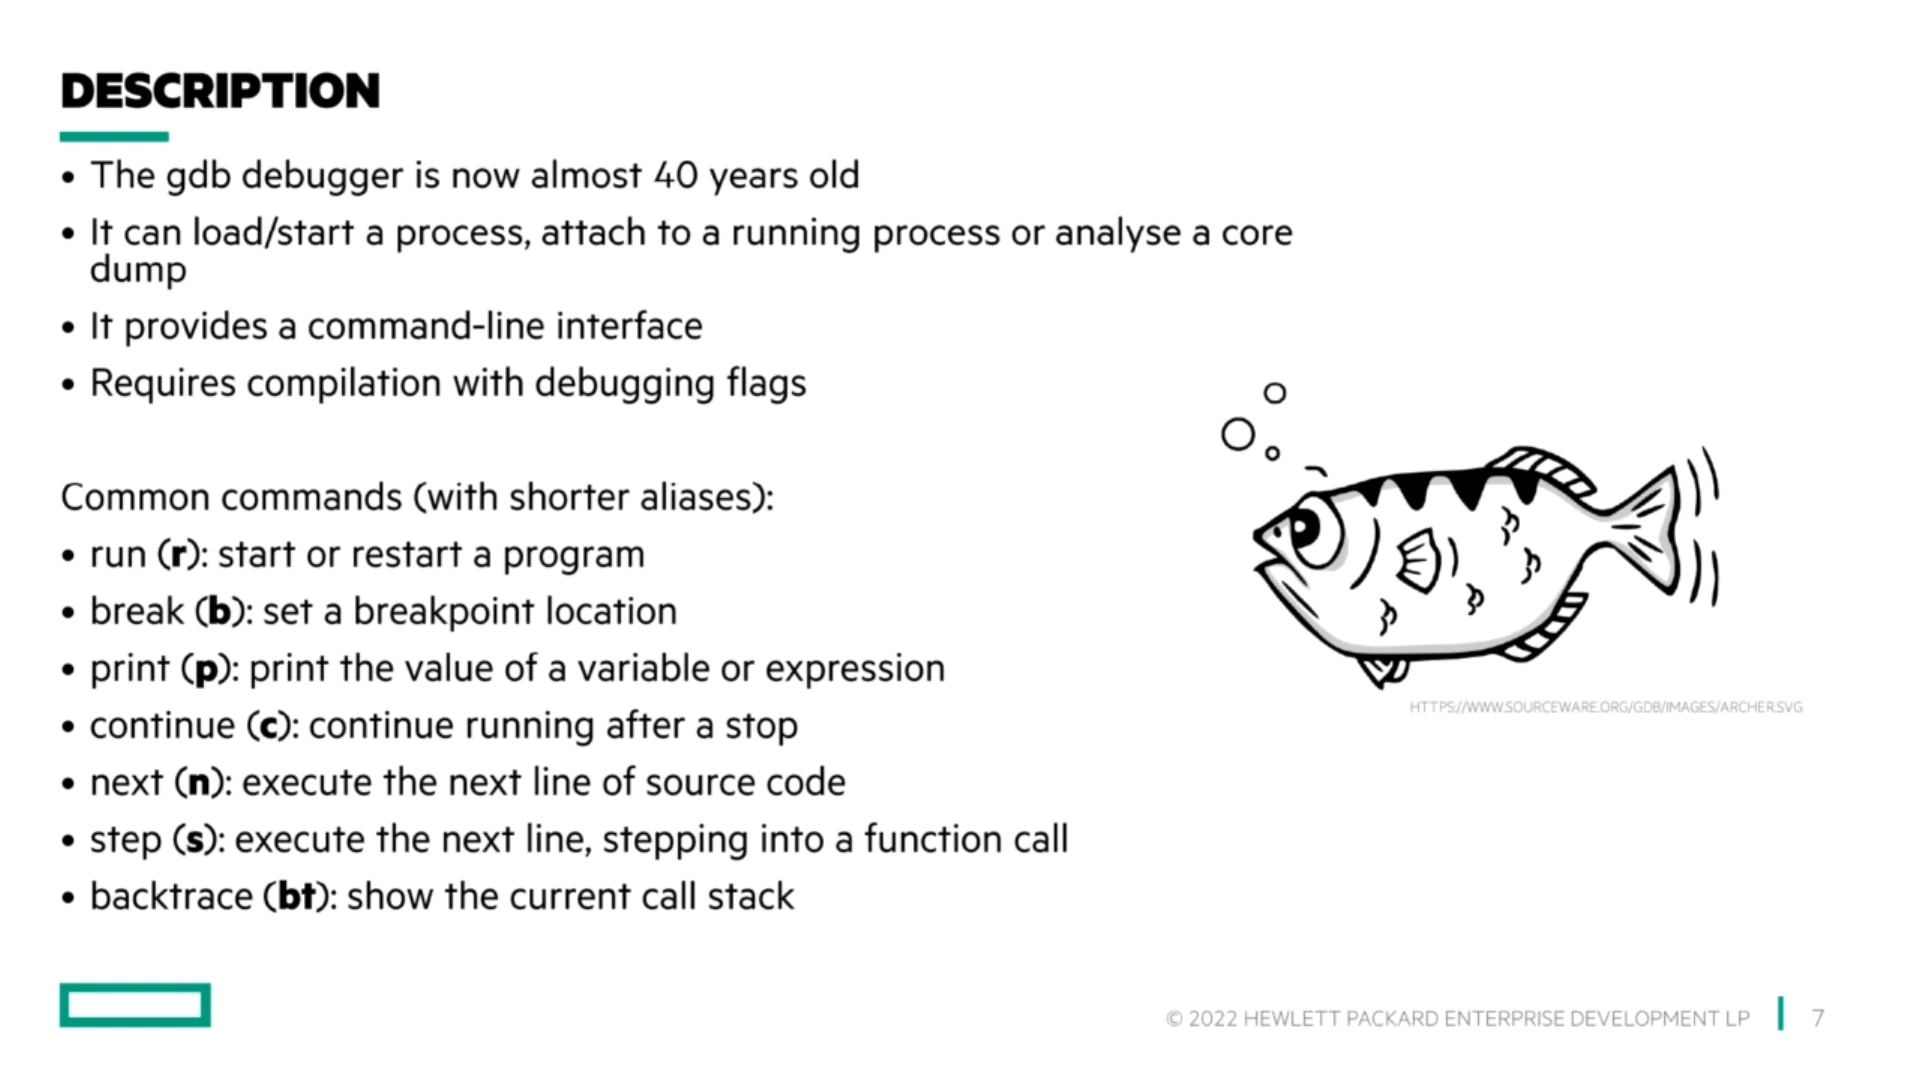 DESCRIPTION
• The gdb debugger is now almost 40 years old
• It can load/start a process, attach to a running process or analyse a core
dump
• It provides a command-line interface
• Requires compilation with debugging flags
Common commands (with shorter aliases):
• run (r): start or restart a program
• break (b): set a breakpoint location
• print (p): print the value of a variable or expression
• continue (c): continue running after a stop
• next (n): execute the next line of source code
• step (s): execute the next line, stepping into a function call
• backtrace (bt): show the current call stack
HTTPS://WWW.SOURCEWARE.ORG/GDB/IMAGES/ARCHER.SVG
© 2022 HEWLETT PACKARD ENTERPRISE DEVELOPMENT LP
7